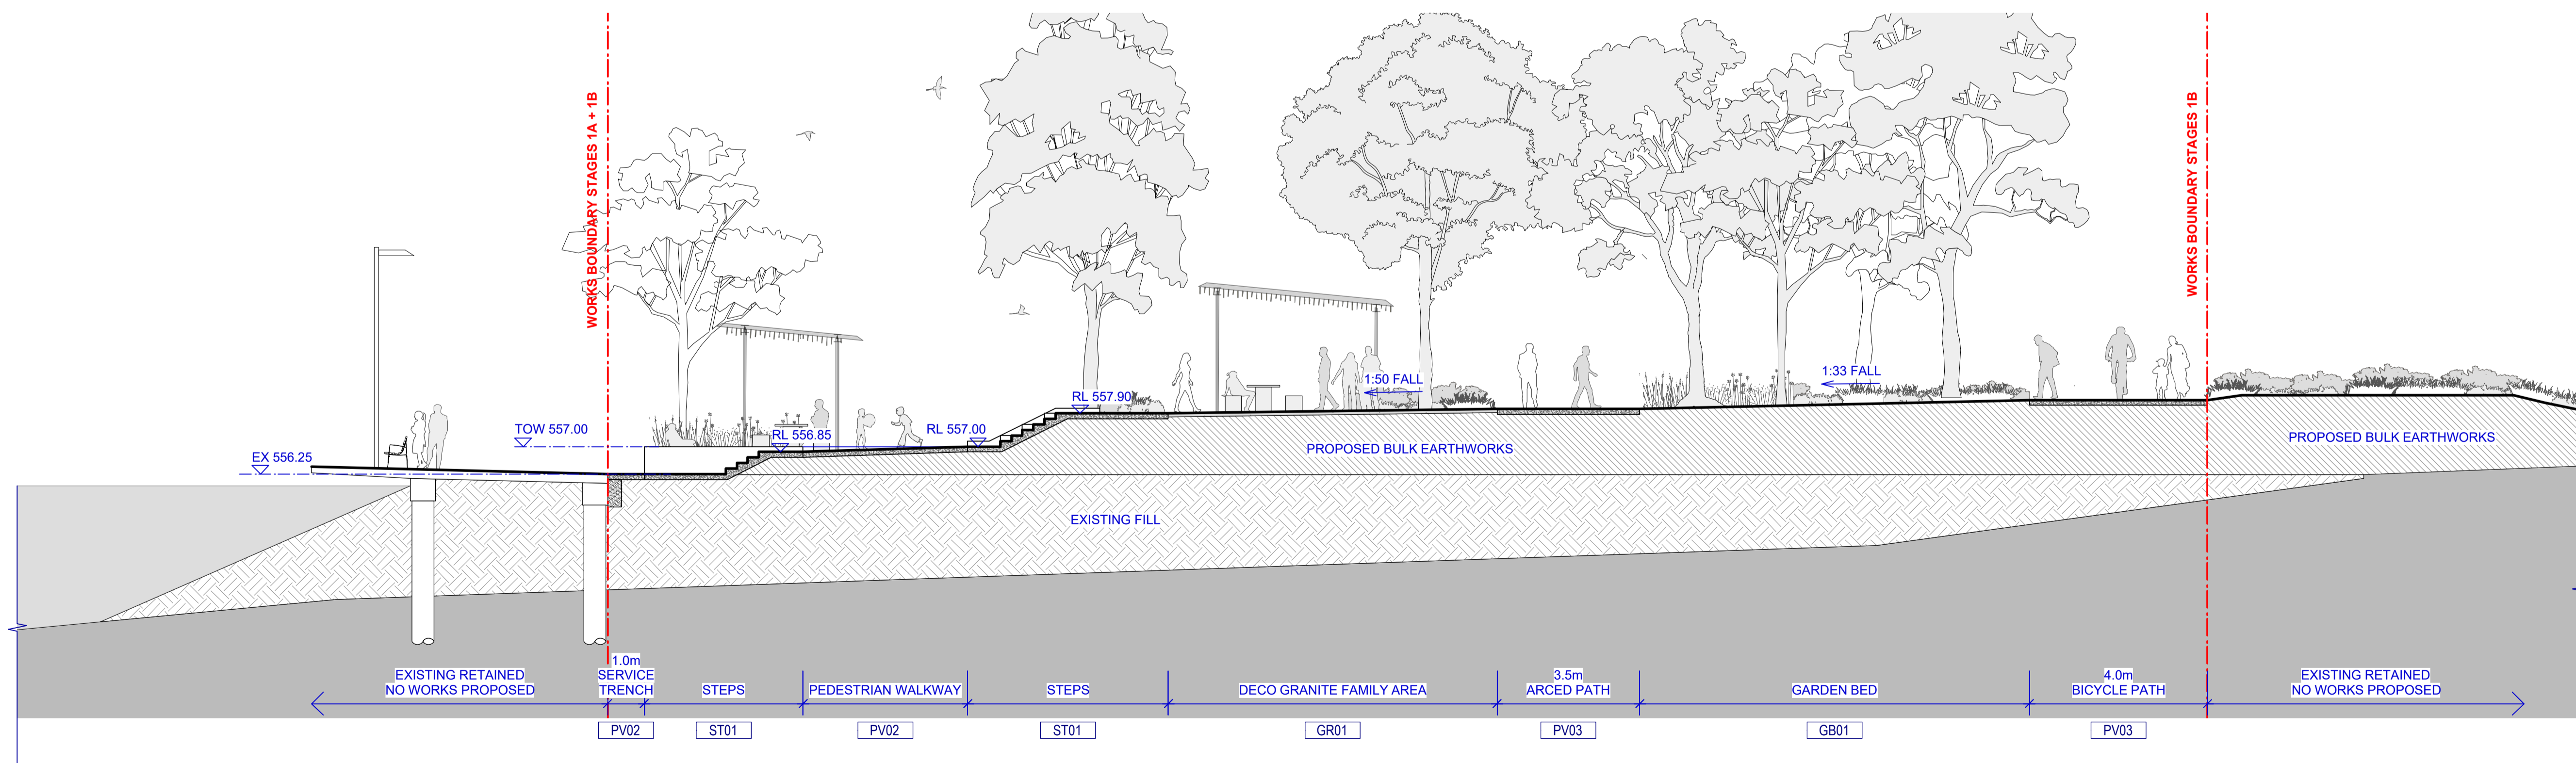 WORKS BOUNDARY STAGES 1A + 1B
WORKS BOUNDARY STAGES 1B
1:33 FALL
1:50 FALL
RL 557.90
TOW 557.00
RL 556.85
RL 557.00
EX 556.25
PROPOSED BULK EARTHWORKS
PROPOSED BULK EARTHWORKS
EXISTING FILL
EXISTING RETAINED
NO WORKS PROPOSED
1.0m
SERVICE
TRENCH
STEPS
PEDESTRIAN WALKWAY
STEPS
DECO GRANITE FAMILY AREA
3.5m
ARCED PATH
GARDEN BED
4.0m
BICYCLE PATH
EXISTING RETAINED
NO WORKS PROPOSED
PV02
ST01
PV02
ST01
GR01
PV03
GB01
PV03